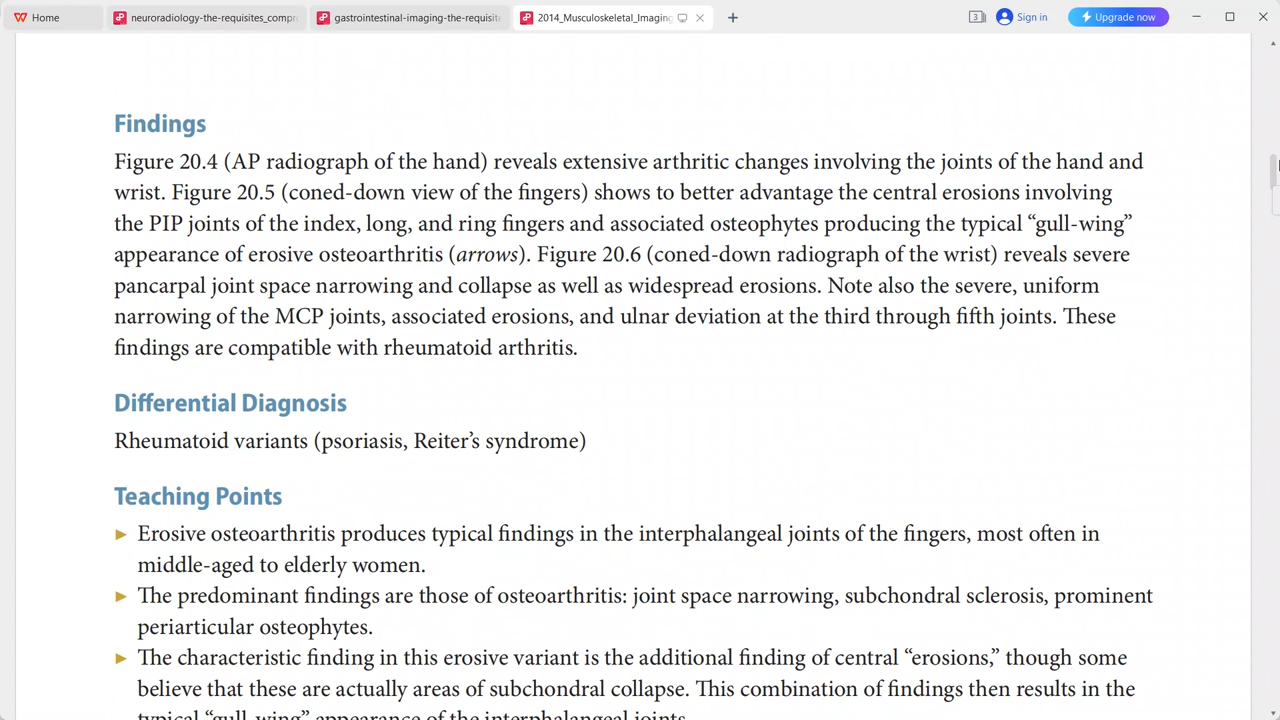 Home
neuroradiology-the-requisites_compr
gastrointestinal-imaging-the-requisite
2014_Musculoskeletal_Imaging
3
Sign in
Upgrade now
Findings
Figure 20.4 (AP radiograph of the hand) reveals extensive arthritic changes involving the joints of the hand and
wrist. Figure 20.5 (coned-down view of the fingers) shows to better advantage the central erosions involving
the PIP joints of the index, long, and ring fingers and associated osteophytes producing the typical “gull-wing”
appearance of erosive osteoarthritis (arrows). Figure 20.6 (coned-down radiograph of the wrist) reveals severe
pancarpal joint space narrowing and collapse as well as widespread erosions. Note also the severe, uniform
narrowing of the MCP joints, associated erosions, and ulnar deviation at the third through fifth joints. These
findings are compatible with rheumatoid arthritis.
Differential Diagnosis
Rheumatoid variants (psoriasis, Reiter’s syndrome)
Teaching Points
► Erosive osteoarthritis produces typical findings in the interphalangeal joints of the fingers, most often in
middle-aged to elderly women.
► The predominant findings are those of osteoarthritis: joint space narrowing, subchondral sclerosis, prominent
periarticular osteophytes.
► The characteristic finding in this erosive variant is the additional finding of central “erosions,” though some
believe that these are actually areas of subchondral collapse. This combination of findings then results in the
typical “gull-wing” appearance of the interphalangeal joints.